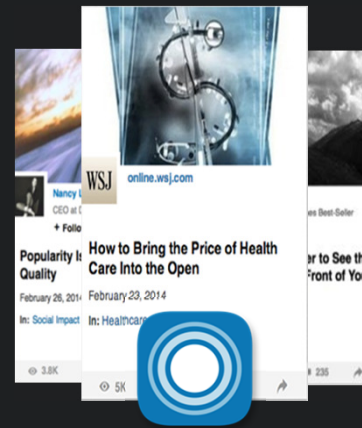 WSJ
online.wsj.com
How to Bring the Price of Health
Care Into the Open
February 23, 2014
In: Healthcare
5K
Nancy L
CEO at
+ Follo
Popularity
Quality
February 26, 201
In: Social Impact
3.8K
es Best-Seller
er to See th
Front of Yo
235